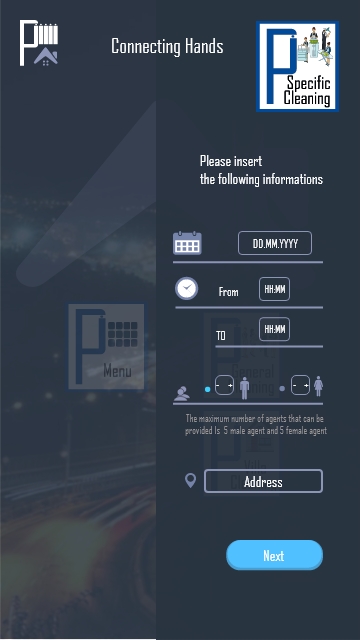 Connecting Hands
Specific
Cleaning
Please insert
the following informations
DD.MM.YYYY
From
HH:MM
TO
HH:MM
Menu
- +
- +
The maximum number of agents that can be
provided Is 5 male agent and 5 female agent
Address
Next